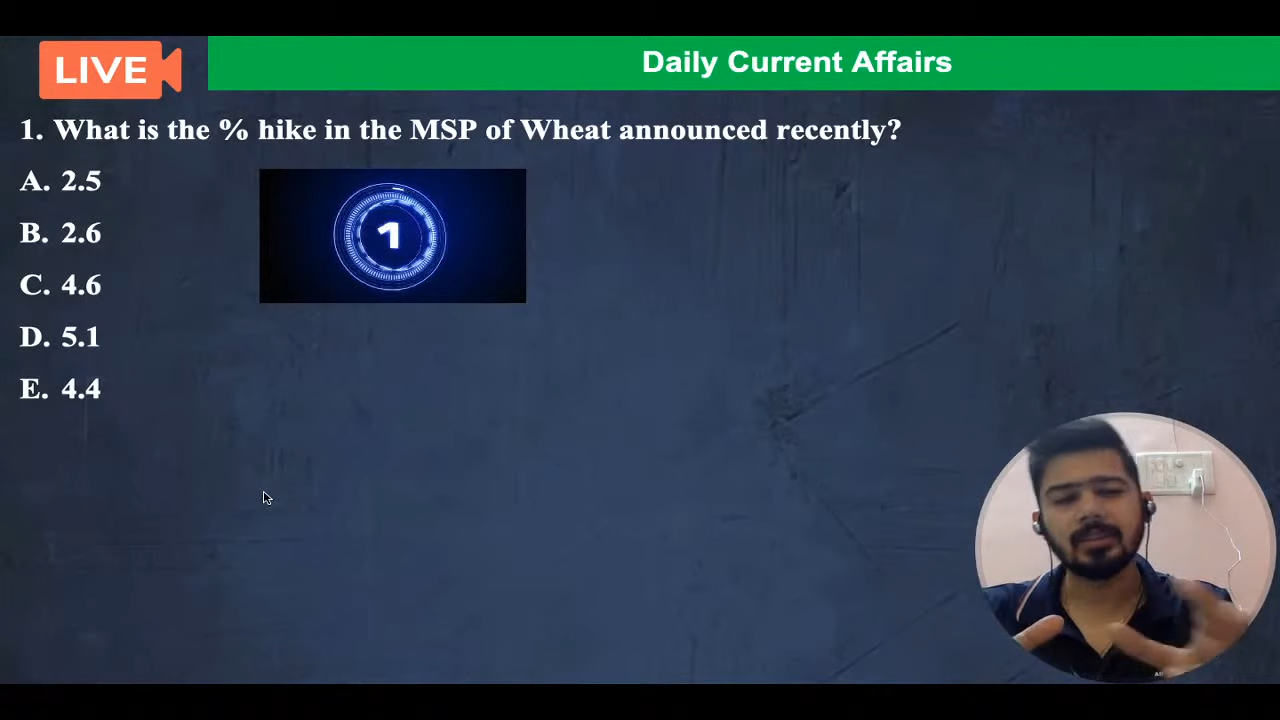 LIVE
Daily Current Affairs
1. What is the % hike in the MSP of Wheat announced recently?
A. 2.5
1
B. 2.6
C. 4.6
D. 5.1
E. 4.4